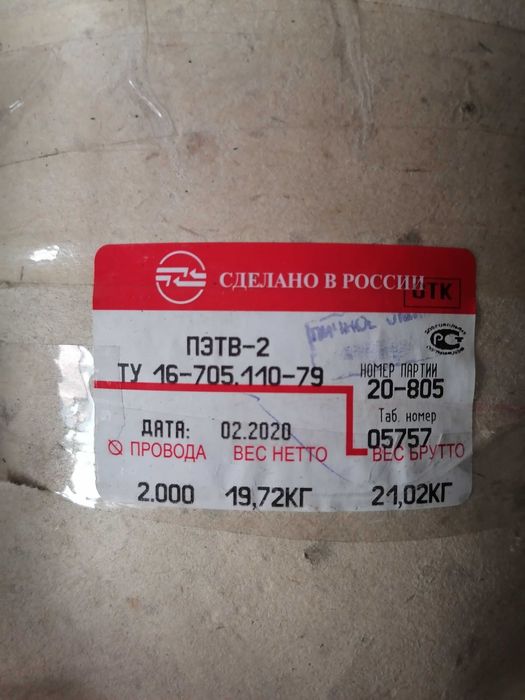 СДЕЛАНО В РОССИИ
ОТК
ПЭТВ-2
ТУ 16-705.110-79
НОМЕР ПАРТИИ
20-805
Таб. номер
05757
ДАТА: 02.2020
⌀ ПРОВОДА ВЕС НЕТТО ВЕС БРУТТО
2.000 19,72КГ 21,02КГ